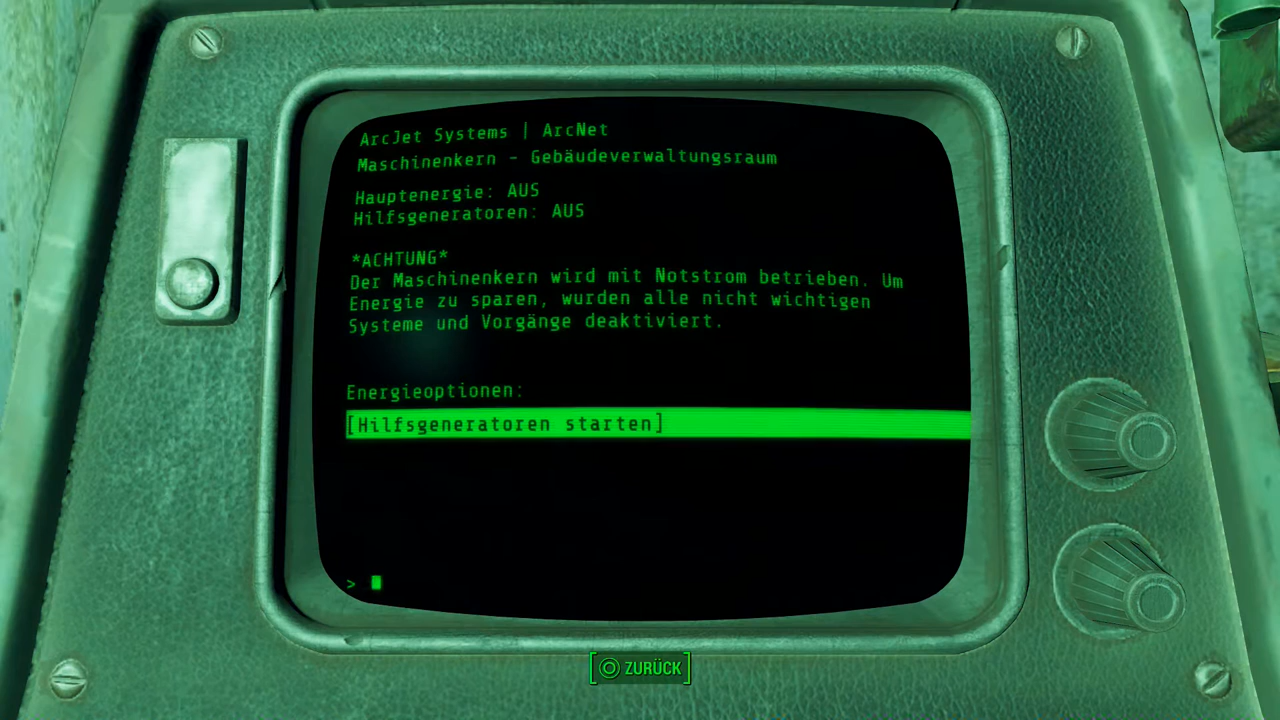 ArcJet Systems | ArcNet
Maschinenkern - Gebäudeverwaltungsraum
Hauptenergie: AUS
Hilfsgeneratoren: AUS
*ACHTUNG*
Der Maschinenkern wird mit Notstrom betrieben. Um
Energie zu sparen, wurden alle nicht wichtigen
Systeme und Vorgänge deaktiviert.
Energieoptionen:
[Hilfsgeneratoren starten]
>
ZURÜCK